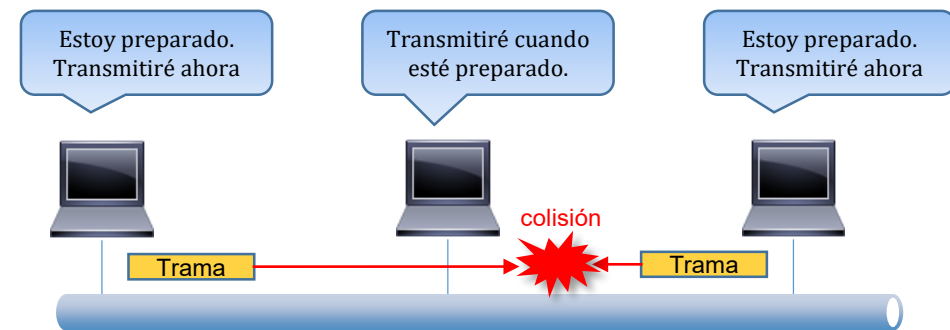 Estoy preparado.
Transmitiré ahora
Transmitiré cuando
esté preparado.
Estoy preparado.
Transmitiré ahora
colisión
Trama
Trama